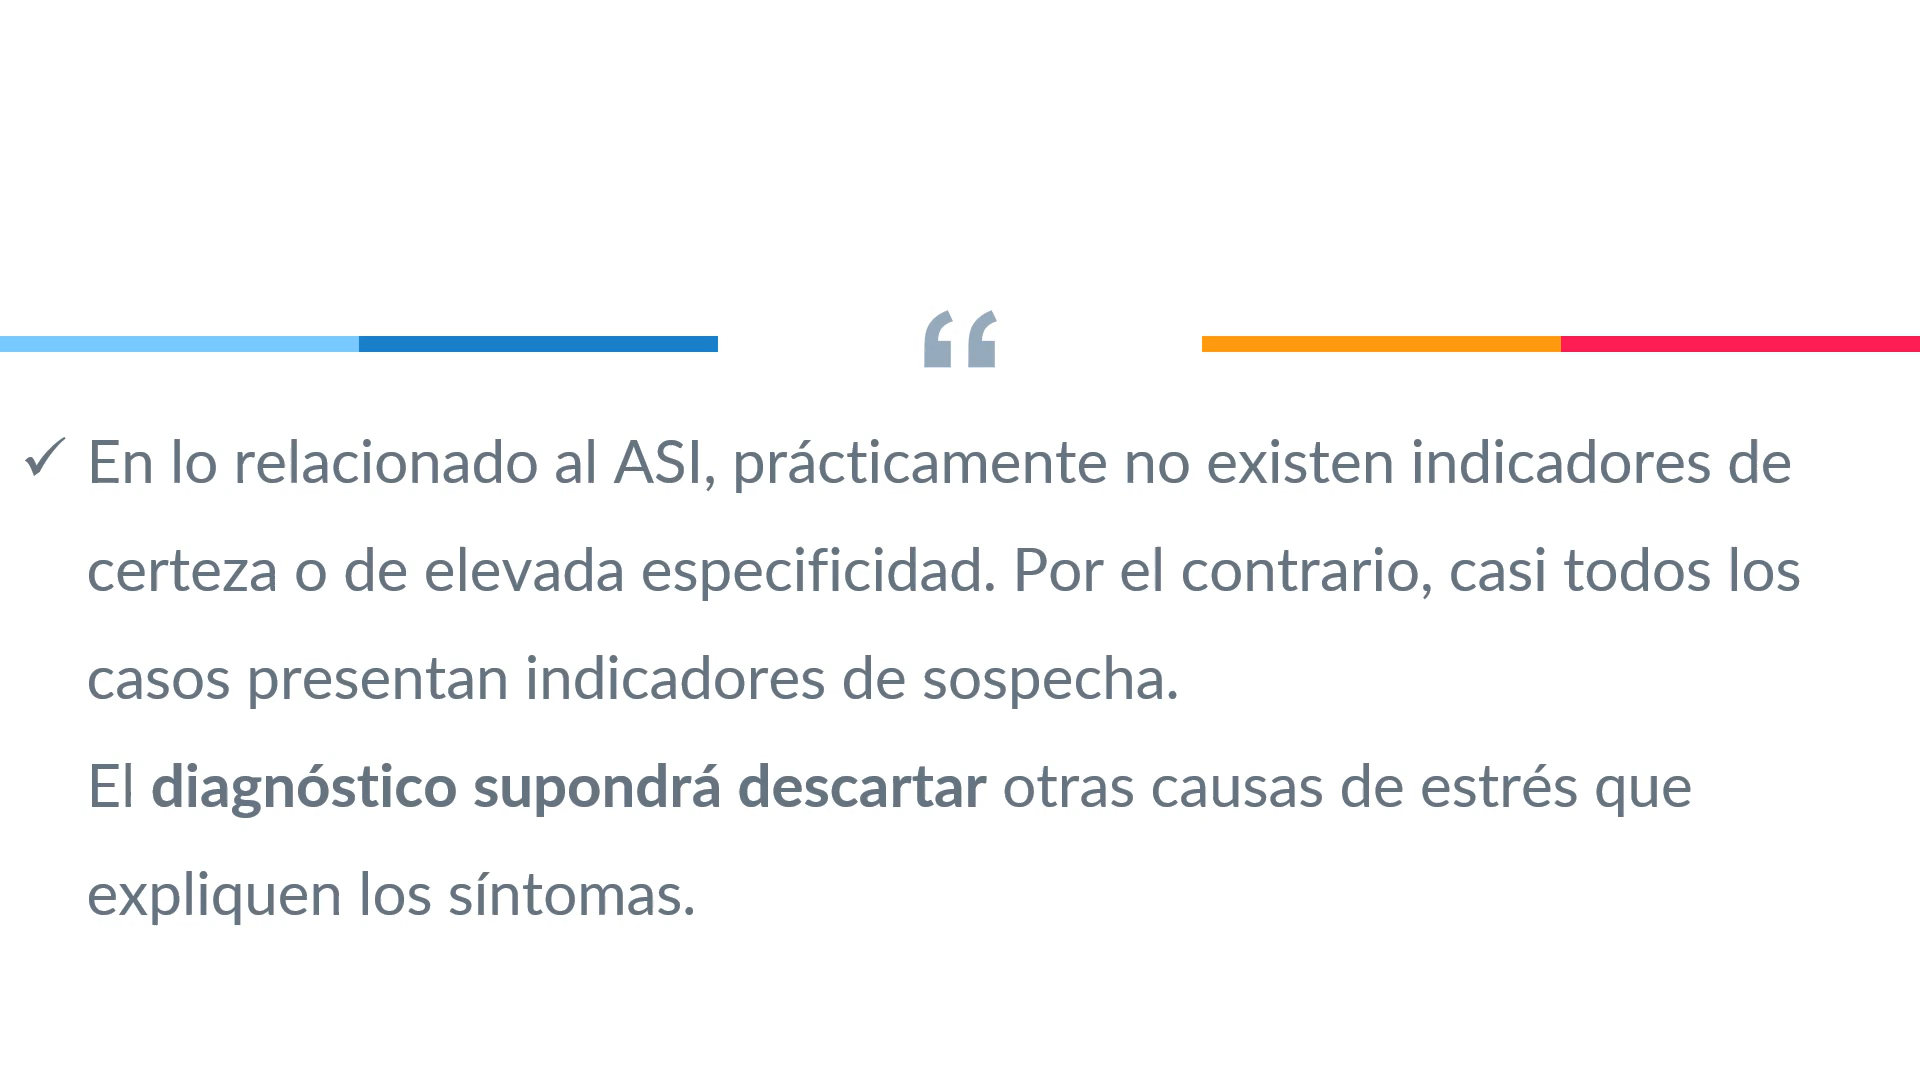 “
✓ En lo relacionado al ASI, prácticamente no existen indicadores de
certeza o de elevada especificidad. Por el contrario, casi todos los
casos presentan indicadores de sospecha.
El diagnóstico supondrá descartar otras causas de estrés que
expliquen los síntomas.